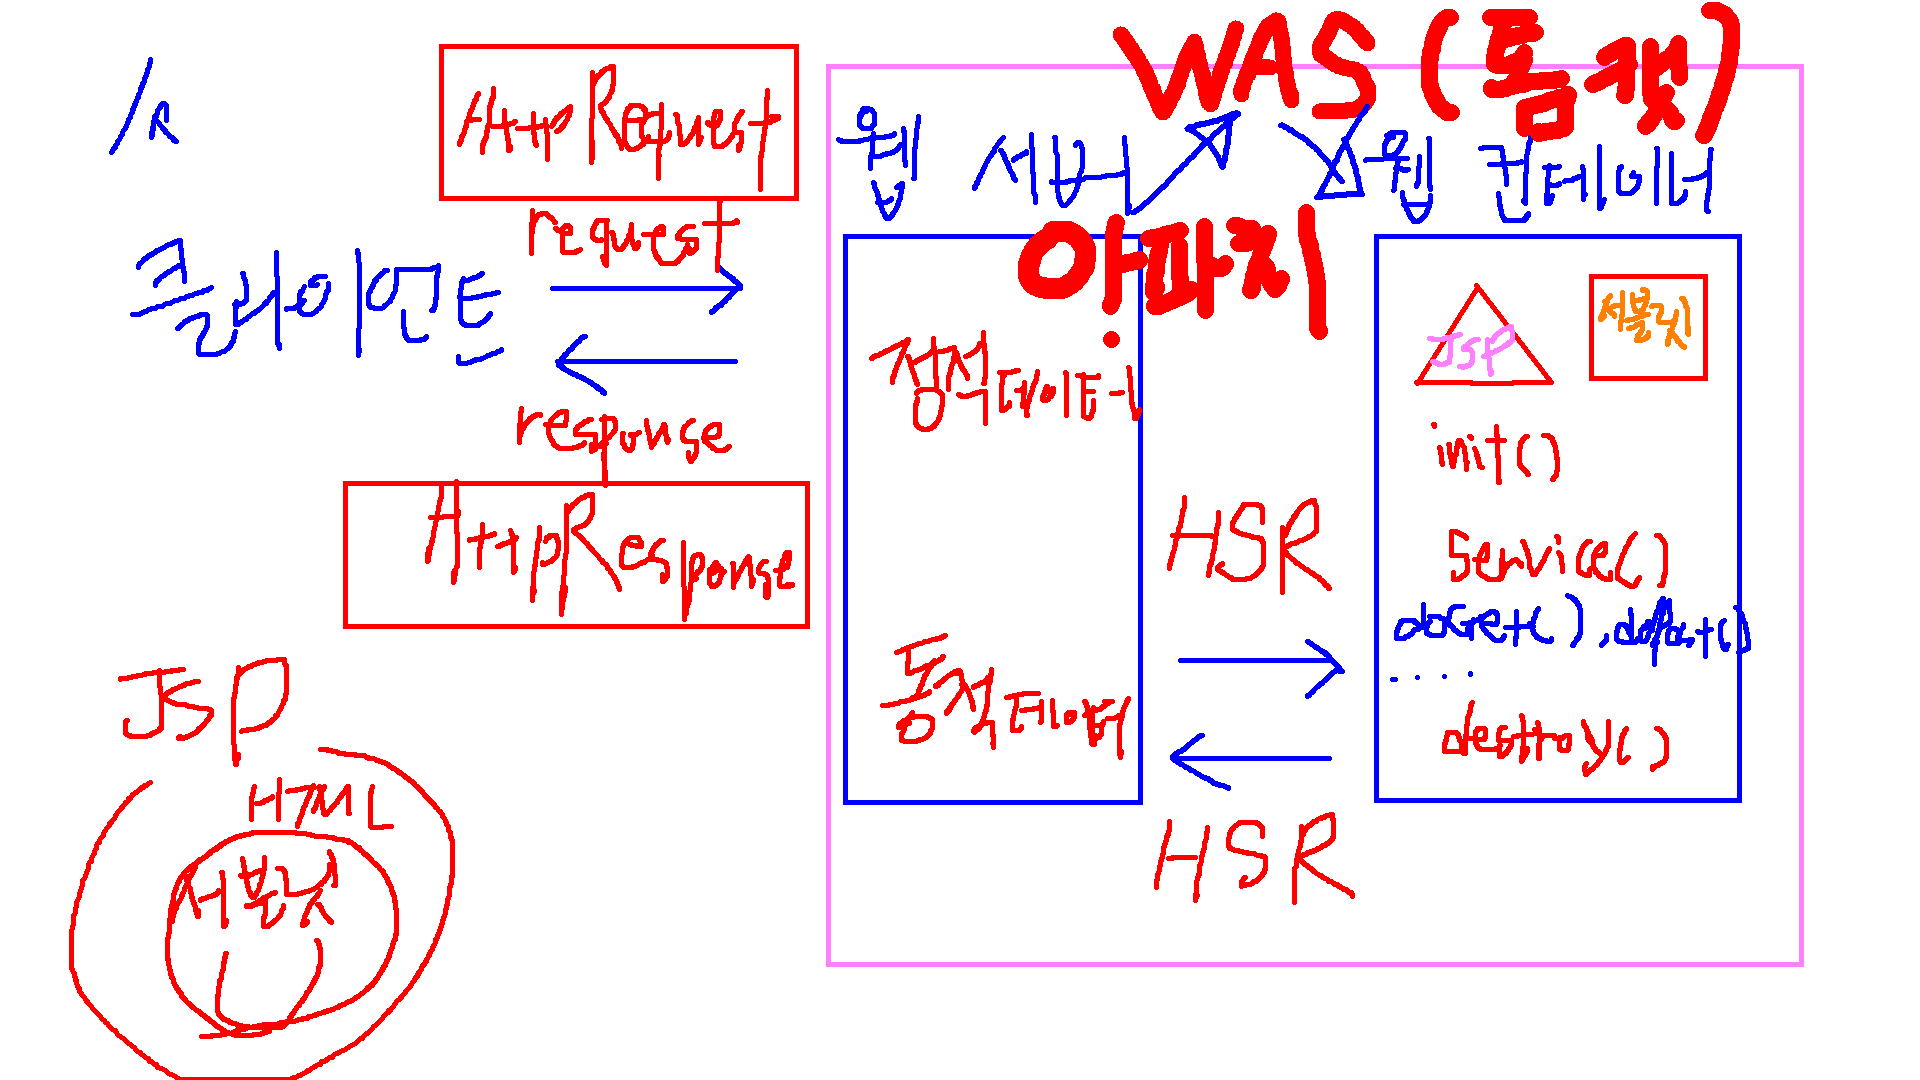 WAS (톰캣)
HttpRequest
웹 서버
웹 컨테이너
request
클라이언트
아파치
JSP
서블릿
정적 데이터
response
init()
HttpResponse
HSR
service()
doGet(), doPost()
.....
동적 데이터
destroy()
JSP
HTML
서블릿
HSR